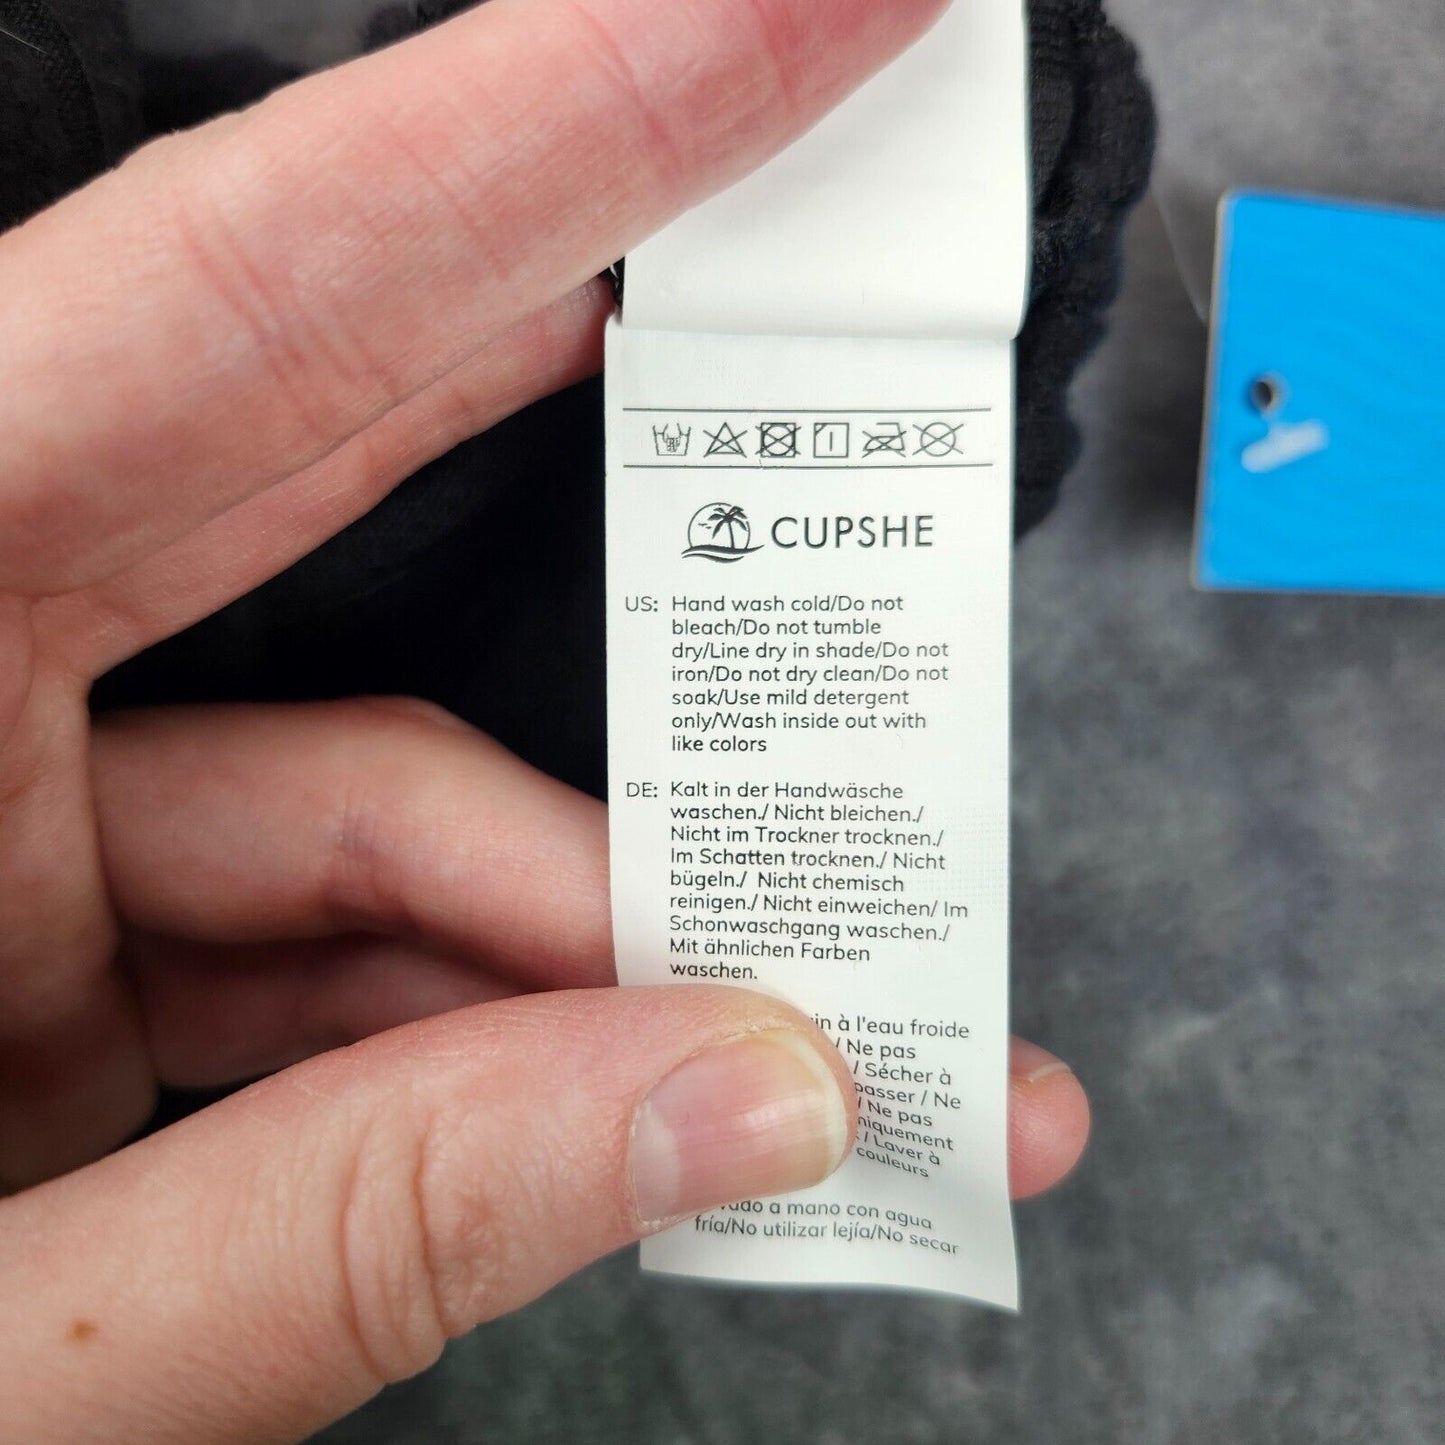 CUPSHE
US: Hand wash cold/Do not
bleach/Do not tumble
dry/Line dry in shade/Do not
iron/Do not dry clean/Do not
soak/Use mild detergent
only/Wash inside out with
like colors
DE: Kalt in der Handwäsche
waschen./ Nicht bleichen./
Nicht im Trockner trocknen./
Im Schatten trocknen./ Nicht
bügeln./ Nicht chemisch
reinigen./ Nicht einweichen/ Im
Schonwaschgang waschen./
Mit ähnlichen Farben
waschen.
à l'eau froide
/ Ne pas
/ Sécher à
/ Ne
/ Ne pas
/ Laver à
couleurs
a mano con agua
fría/No utilizar lejía/No secar